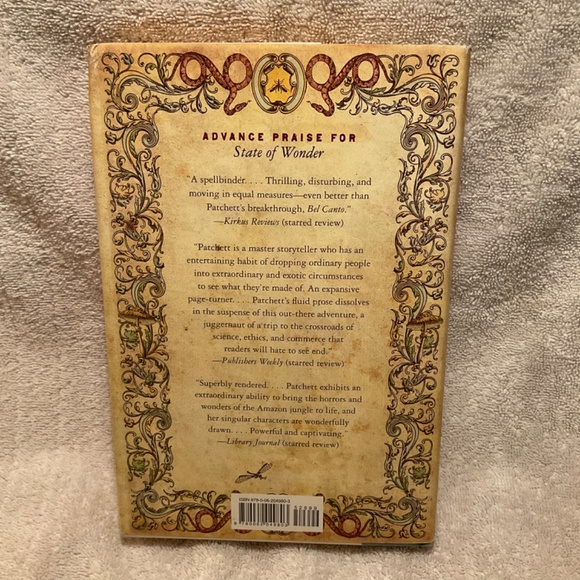 ADVANCE PRAISE FOR
State of Wonder
"A spellbinder. . . . Thrilling, disturbing, and
moving in equal measures—even better than
Patchett's breakthrough, Bel Canto."
—Kirkus Reviews (starred review)
"Patchett is a master storyteller who has an
entertaining habit of dropping ordinary people
into extraordinary and exotic circumstances
to see what they're made of. An expansive
page-turner. . . . Patchett's fluid prose dissolves
in the suspense of this out-there adventure, a
juggernaut of a trip to the crossroads of
science, ethics, and commerce that
readers will hate to see end."
—Publishers Weekly (starred review)
"Superbly rendered. . . . Patchett exhibits an
extraordinary ability to bring the horrors and
wonders of the Amazon jungle to life, and
her singular characters are wonderfully
drawn. . . . Powerful and captivating."
—Library Journal (starred review)
ISBN